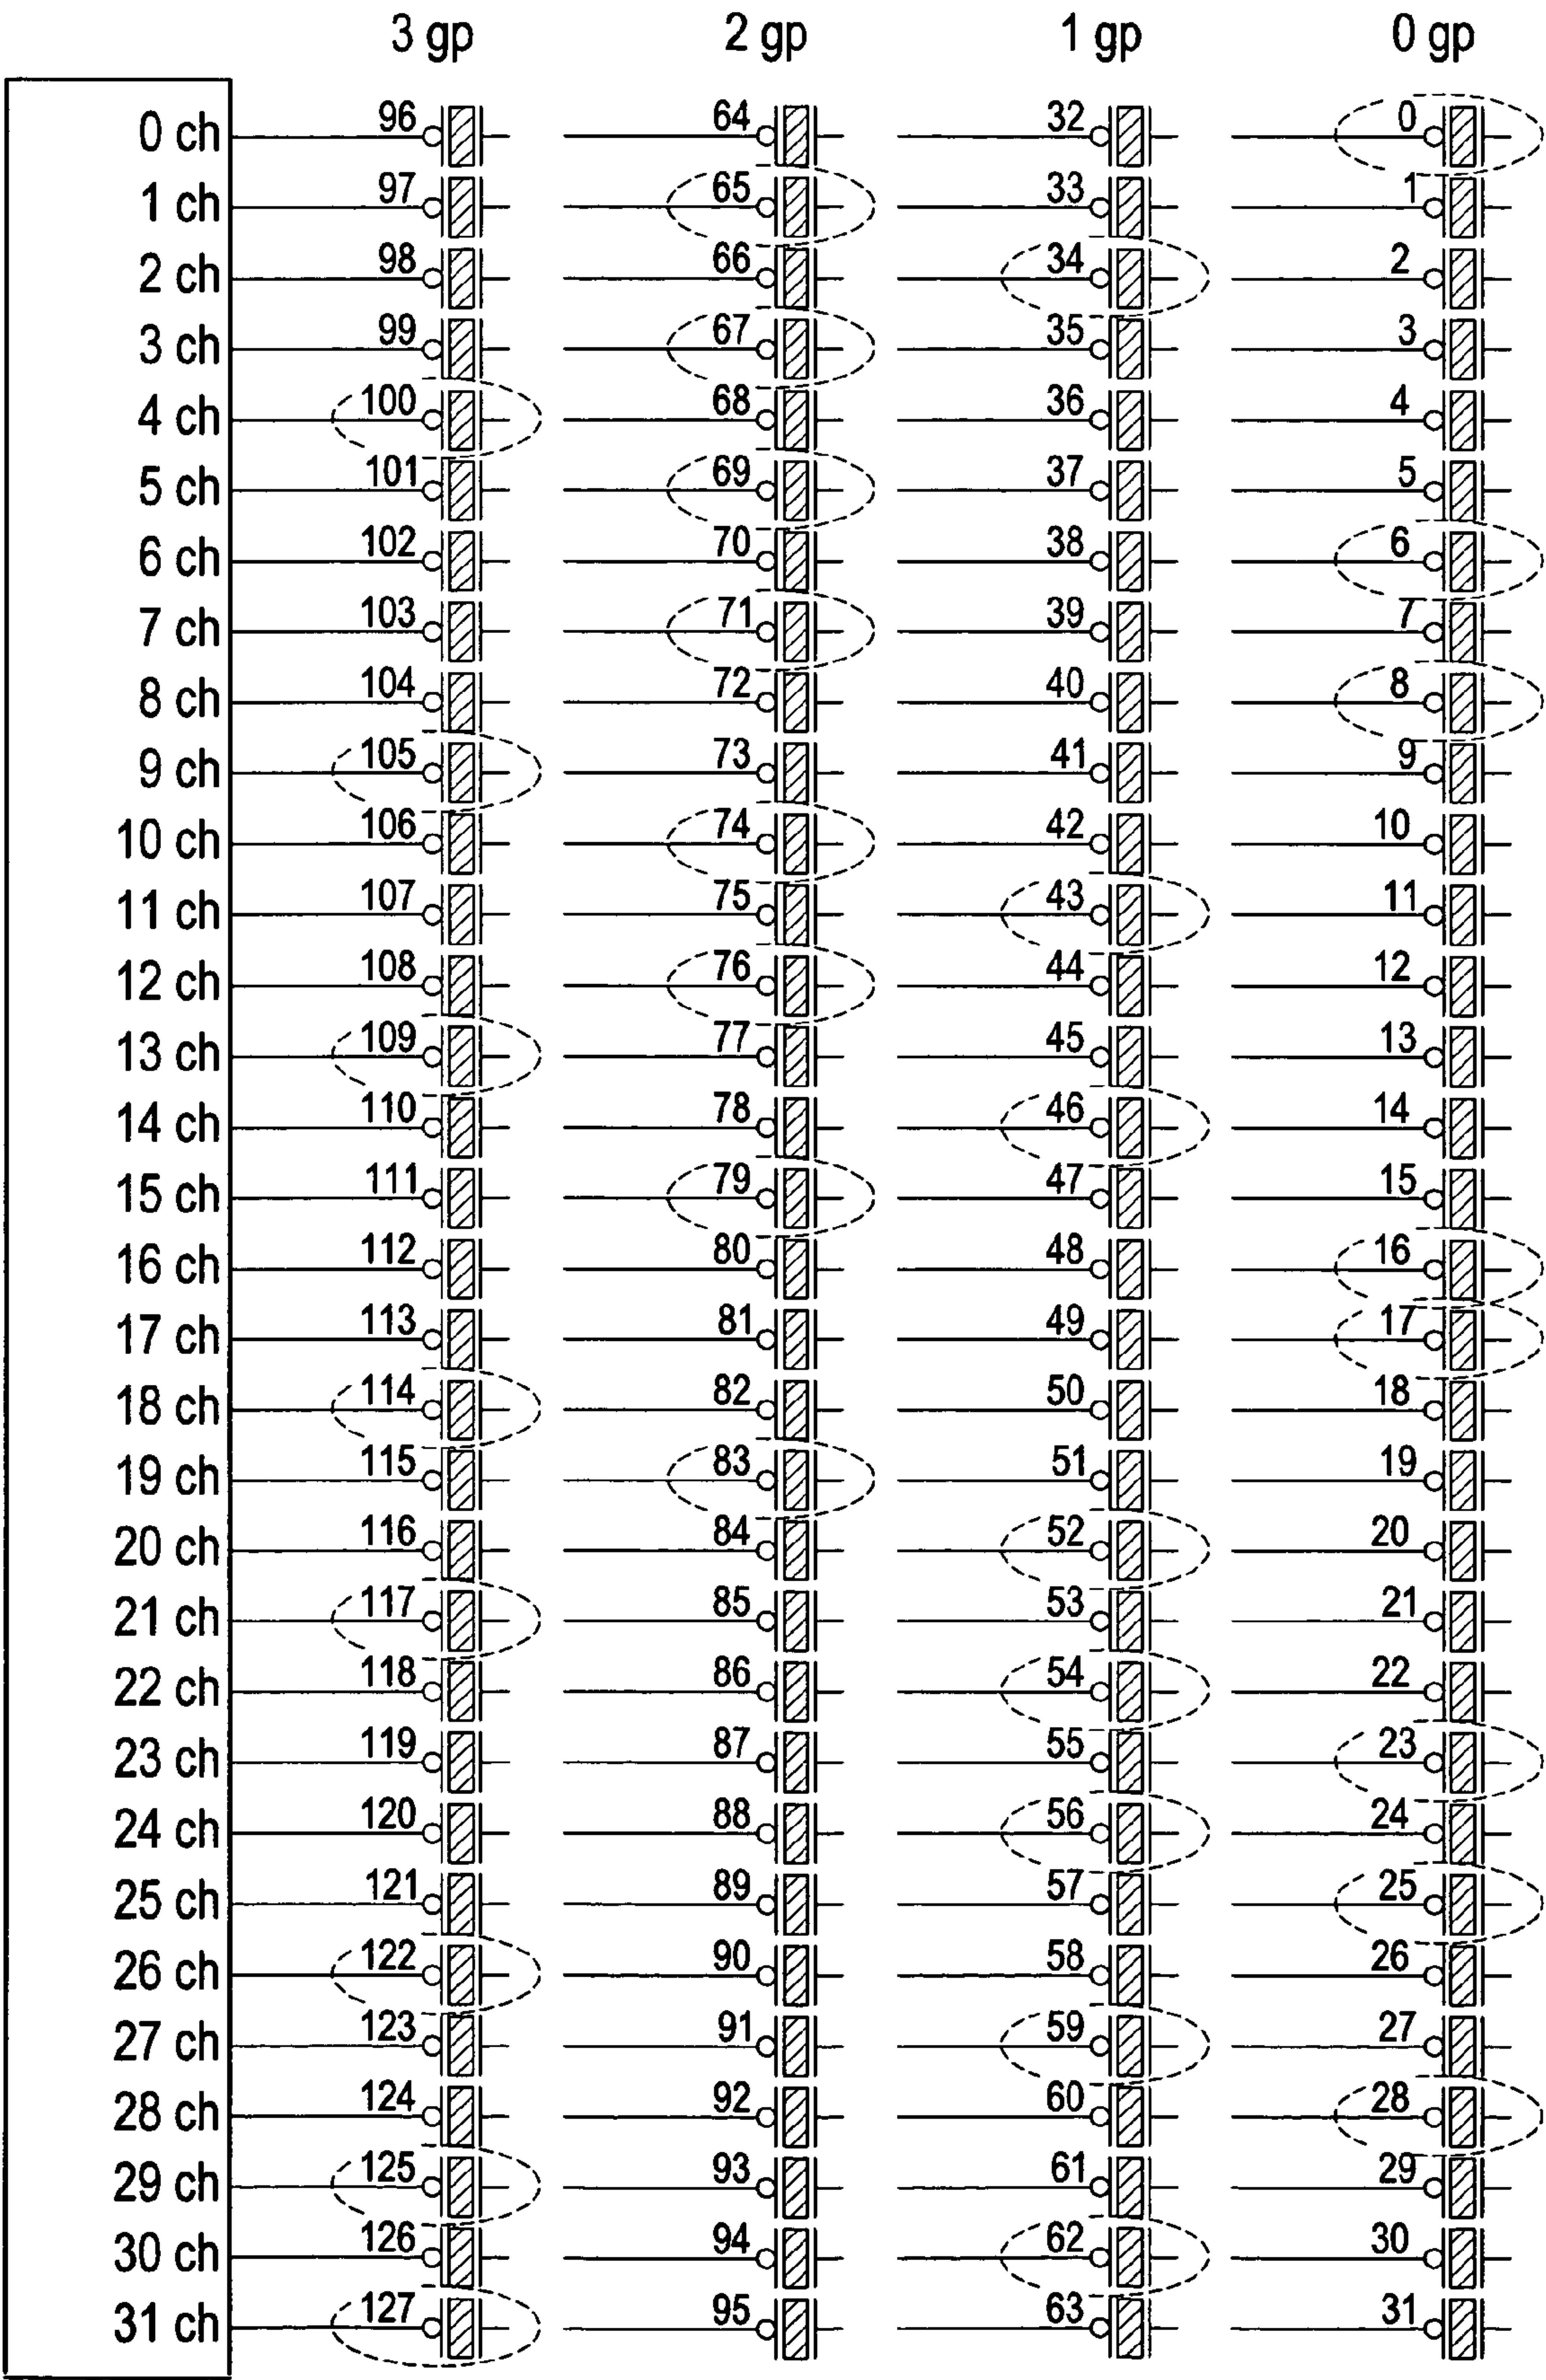 3 gp 2 gp 1 gp 0 gp
0 ch 96 64 32 0
1 ch 97 65 33 1
2 ch 98 66 34 2
3 ch 99 67 35 3
4 ch 100 68 36 4
5 ch 101 69 37 5
6 ch 102 70 38 6
7 ch 103 71 39 7
8 ch 104 72 40 8
9 ch 105 73 41 9
10 ch 106 74 42 10
11 ch 107 75 43 11
12 ch 108 76 44 12
13 ch 109 77 45 13
14 ch 110 78 46 14
15 ch 111 79 47 15
16 ch 112 80 48 16
17 ch 113 81 49 17
18 ch 114 82 50 18
19 ch 115 83 51 19
20 ch 116 84 52 20
21 ch 117 85 53 21
22 ch 118 86 54 22
23 ch 119 87 55 23
24 ch 120 88 56 24
25 ch 121 89 57 25
26 ch 122 90 58 26
27 ch 123 91 59 27
28 ch 124 92 60 28
29 ch 125 93 61 29
30 ch 126 94 62 30
31 ch 127 95 63 31